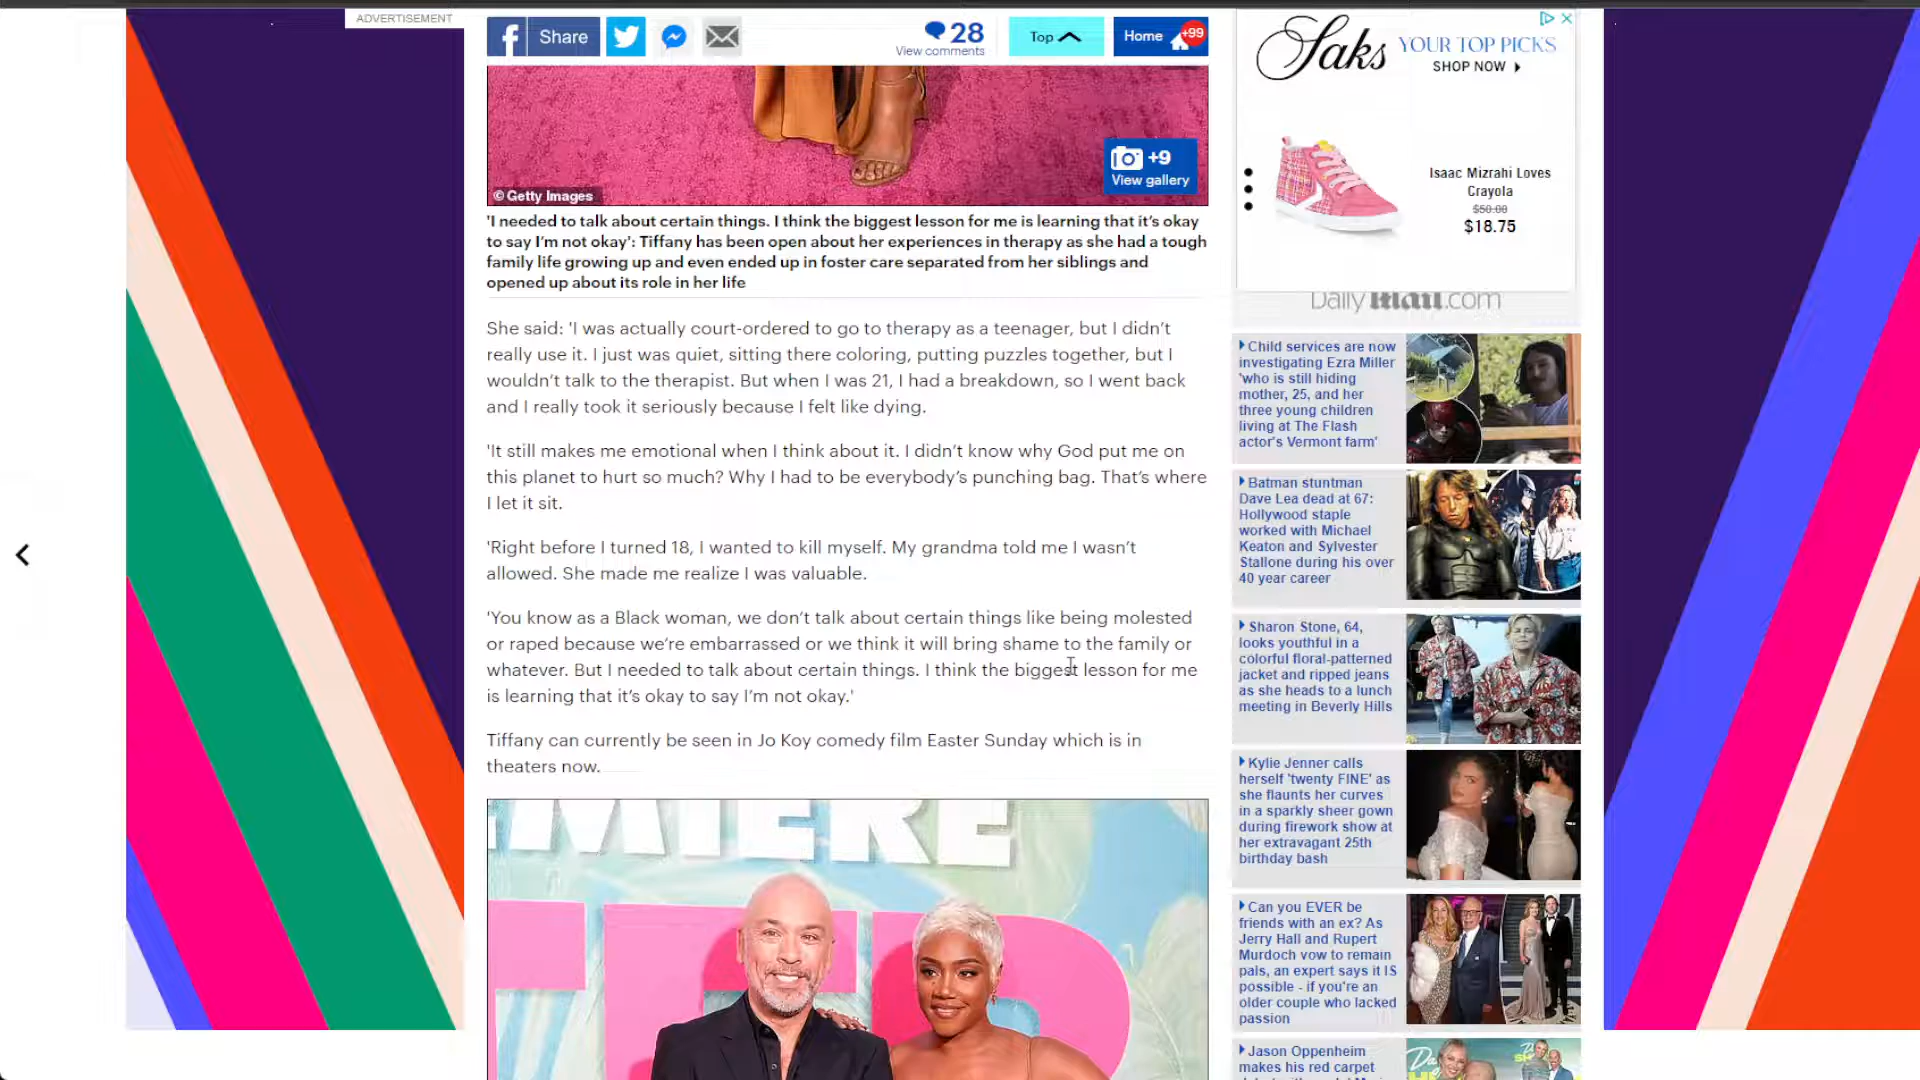 ADVERTISEMENT
Share
28
View comments
Top
Home
+99
+9
View gallery
© Getty Images
'I needed to talk about certain things. I think the biggest lesson for me is learning that it's okay
to say I'm not okay': Tiffany has been open about her experiences in therapy as she had a tough
family life growing up and even ended up in foster care separated from her siblings and
opened up about its role in her life
She said: 'I was actually court-ordered to go to therapy as a teenager, but I didn't
really use it. I just was quiet, sitting there coloring, putting puzzles together, but I
wouldn't talk to the therapist. But when I was 21, I had a breakdown, so I went back
and I really took it seriously because I felt like dying.
'It still makes me emotional when I think about it. I didn't know why God put me on
this planet to hurt so much? Why I had to be everybody's punching bag. That's where
I let it sit.
'Right before I turned 18, I wanted to kill myself. My grandma told me I wasn't
allowed. She made me realize I was valuable.
'You know as a Black woman, we don't talk about certain things like being molested
or raped because we're embarrassed or we think it will bring shame to the family or
whatever. But I needed to talk about certain things. I think the biggest lesson for me
is learning that it's okay to say I'm not okay.'
Tiffany can currently be seen in Jo Koy comedy film Easter Sunday which is in
theaters now.
EMIERE
Saks
YOUR TOP PICKS
SHOP NOW
Isaac Mizrahi Loves
Crayola
$50.00
$18.75
Daily Mail.com
Child services are now
investigating Ezra Miller
'who is still hiding
mother, 25, and her
three young children
living at The Flash
actor's Vermont farm'
Batman stuntman
Dave Lea dead at 67:
Hollywood staple
worked with Michael
Keaton and Sylvester
Stallone during his over
40 year career
Sharon Stone, 64,
looks youthful in a
colorful floral-patterned
jacket and ripped jeans
as she heads to a lunch
meeting in Beverly Hills
Kylie Jenner calls
herself 'twenty FINE' as
she flaunts her curves
in a sparkly sheer gown
during firework show at
her extravagant 25th
birthday bash
Can you EVER be
friends with an ex? As
Jerry Hall and Rupert
Murdoch vow to remain
pals, an expert says it IS
possible - if you're an
older couple who lacked
passion
Jason Oppenheim
makes his red carpet